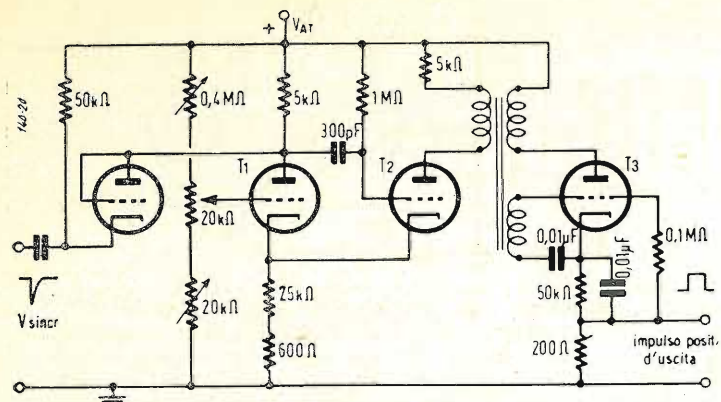 + V_AT
140-20
50kΩ
0,4MΩ
5kΩ
1MΩ
5kΩ
300pF
T1
T2
T3
20kΩ
0,01μF
0,01μF
0,1MΩ
20kΩ
25kΩ
50kΩ
V sincr
600Ω
200Ω
impulso posit.
d'uscita